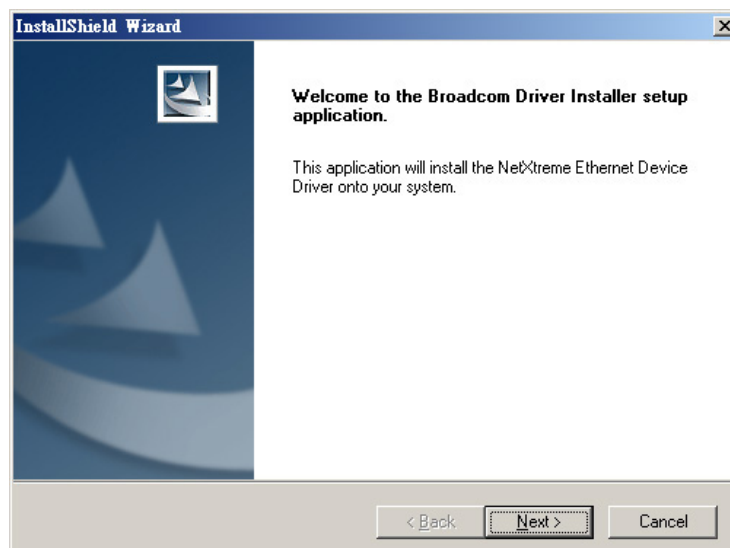 InstallShield Wizard
Welcome to the Broadcom Driver Installer setup
application.
This application will install the NetXtreme Ethernet Device
Driver onto your system.
< Back
Next >
Cancel